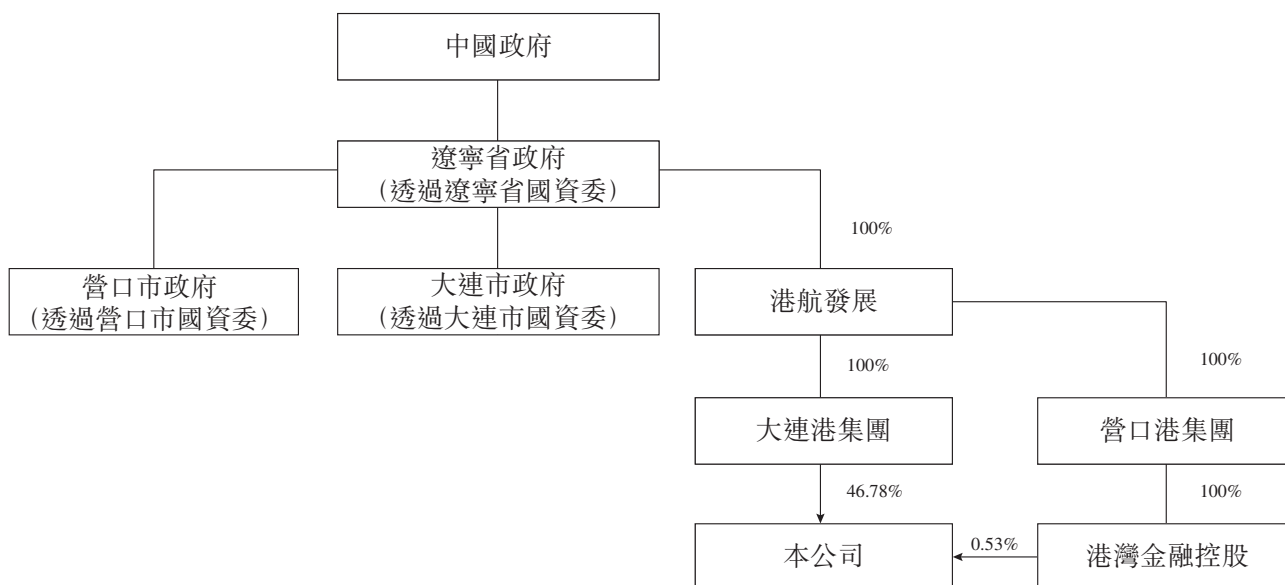 中國政府
遼寧省政府
(透過遼寧省國資委)
100%
營口市政府
(透過營口市國資委)
大連市政府
(透過大連市國資委)
港航發展
100%
100%
大連港集團
營口港集團
46.78%
100%
本公司
0.53%
港灣金融控股